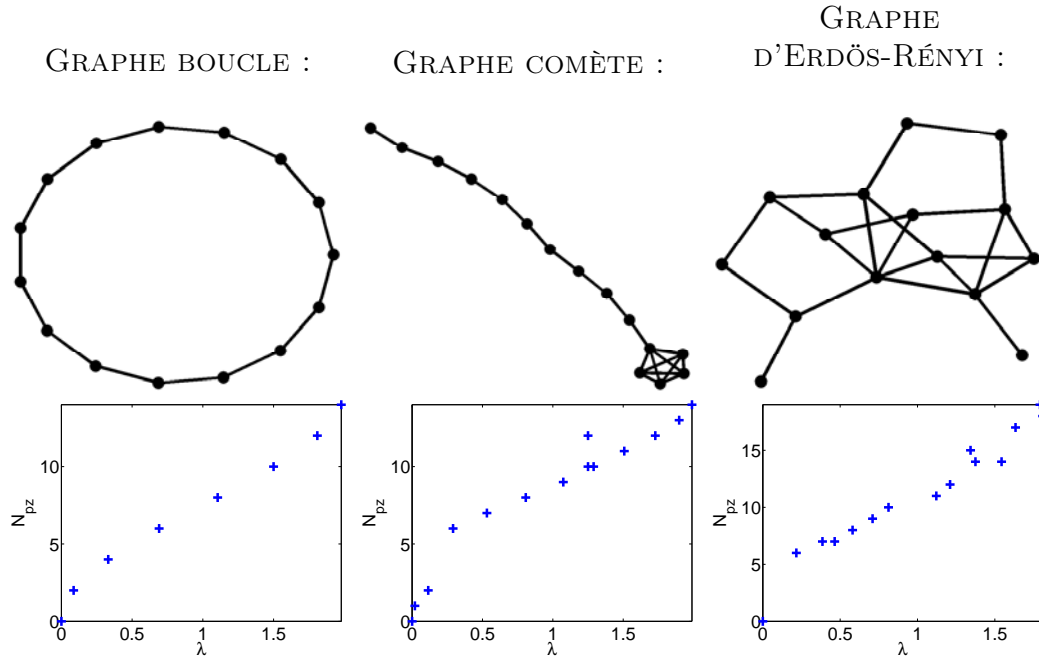 GRAPHE BOUCLE :
GRAPHE COMÈTE :
GRAPHE
D'ERDÖS-RÉNYI :
10
5
0
N_pz
0 0.5 1 1.5
λ
10
5
0
N_pz
0 0.5 1 1.5
λ
15
10
5
0
N_pz
0 0.5 1 1.5
λ